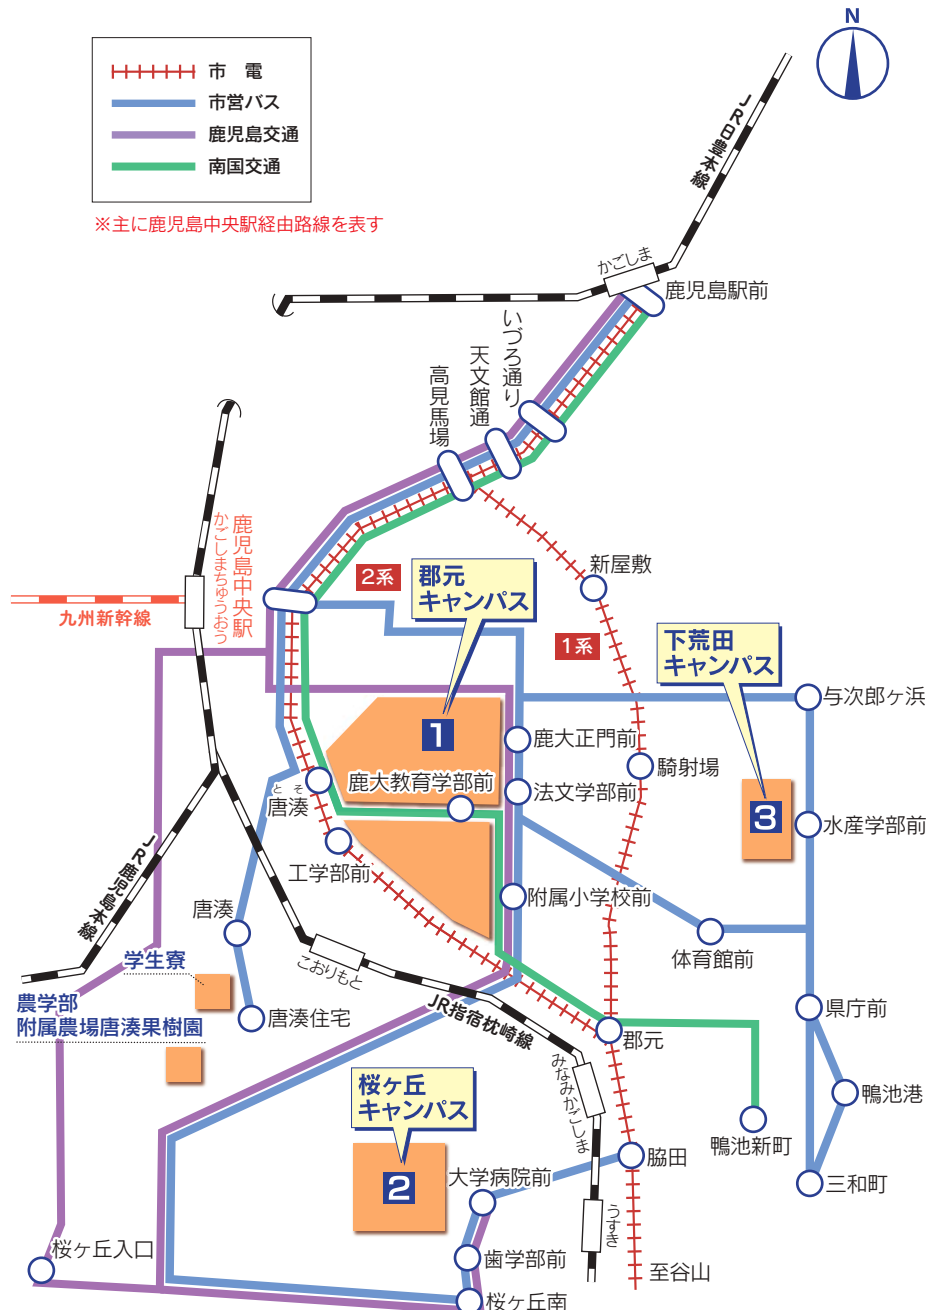 N
市　電
市営バス
鹿児島交通
南国交通
※主に鹿児島中央駅経由路線を表す
JR日豊本線
かごしま
鹿児島駅前
いづろ通り
天文館通
高見馬場
鹿児島中央駅
かごしまちゅうおう
九州新幹線
2系
郡元
キャンパス
新屋敷
1系
下荒田
キャンパス
与次郎ヶ浜
1
鹿大正門前
騎射場
鹿大教育学部前
法文学部前
とそ
唐湊
3
水産学部前
工学部前
JR鹿児島本線
附属小学校前
唐湊
体育館前
こおりもと
学生寮
農学部
附属農場唐湊果樹園
唐湊住宅
JR指宿枕崎線
県庁前
郡元
みなみかごしま
桜ヶ丘
キャンパス
鴨池港
鴨池新町
脇田
2
大学病院前
三和町
うすき
桜ヶ丘入口
歯学部前
至谷山
桜ヶ丘南